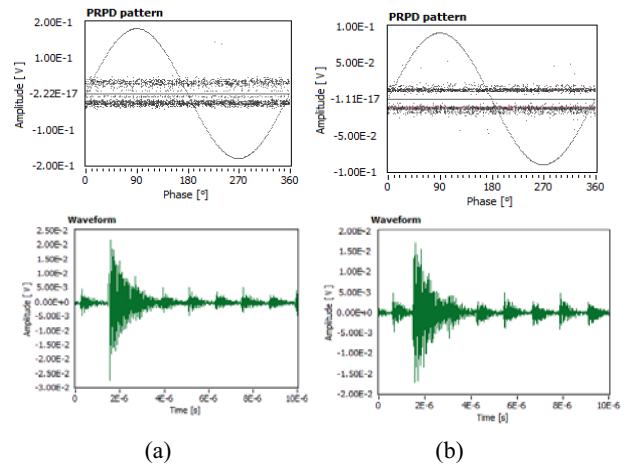 PRPD pattern
2.00E-1
1.00E-1
-2.22E-17
-1.00E-1
-2.00E-1
Amplitude [ V]
0 90 180 270 360
Phase [°]
PRPD pattern
1.00E-1
5.00E-2
-1.11E-17
-5.00E-2
-1.00E-1
Amplitude [ V]
0 90 180 270 360
Phase [°]
Waveform
2.50E-2
2.00E-2
1.50E-2
1.00E-2
5.00E-3
0.00E+0
-5.00E-3
-1.00E-2
-1.50E-2
-2.00E-2
-2.50E-2
-3.00E-2
Amplitude [ V]
0 2E-6 4E-6 6E-6 8E-6 10E-6
Time [s]
Waveform
2.00E-2
1.50E-2
1.00E-2
5.00E-3
0.00E+0
-5.00E-3
-1.00E-2
-1.50E-2
-2.00E-2
Amplitude [ V]
0 2E-6 4E-6 6E-6 8E-6 10E-6
Time [s]
(a) (b)